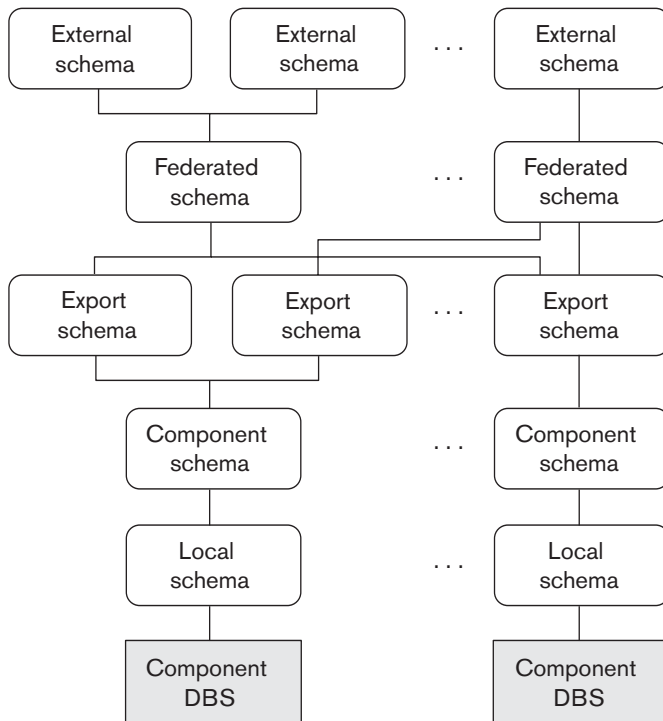 External
schema
External
schema
. . .
External
schema
Federated
schema
. . .
Federated
schema
Export
schema
Export
schema
. . .
Export
schema
Component
schema
. . .
Component
schema
Local
schema
. . .
Local
schema
Component
DBS
Component
DBS